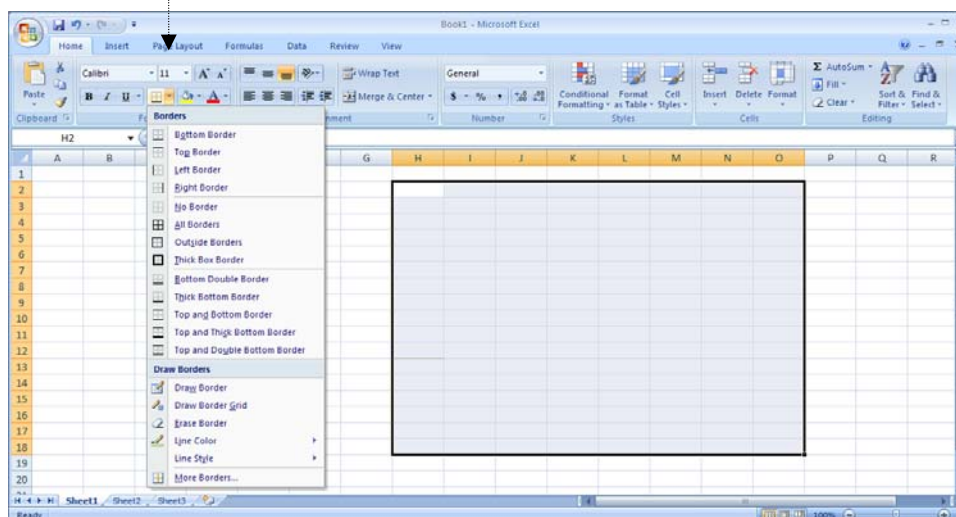 Book1 - Microsoft Excel
Home Insert Page Layout Formulas Data Review View
Calibri 11 A A Wrap Text General Σ AutoSum
Paste B I U A Merge & Center $ % , Conditional Formatting Format as Table Cell Styles Insert Delete Format Fill Clear Sort & Filter Find & Select
Clipboard Number Styles Cells Editing
H2
A B G H I J K L M N O P Q R
Borders
Bottom Border
Top Border
Left Border
Right Border
No Border
All Borders
Outside Borders
Thick Box Border
Bottom Double Border
Thick Bottom Border
Top and Bottom Border
Top and Thick Bottom Border
Top and Double Bottom Border
Draw Borders
Draw Border
Draw Border Grid
Erase Border
Line Color
Line Style
More Borders...
1
2
3
4
5
6
7
8
9
10
11
12
13
14
15
16
17
18
19
20
Sheet1 Sheet2 Sheet3
Ready 100%